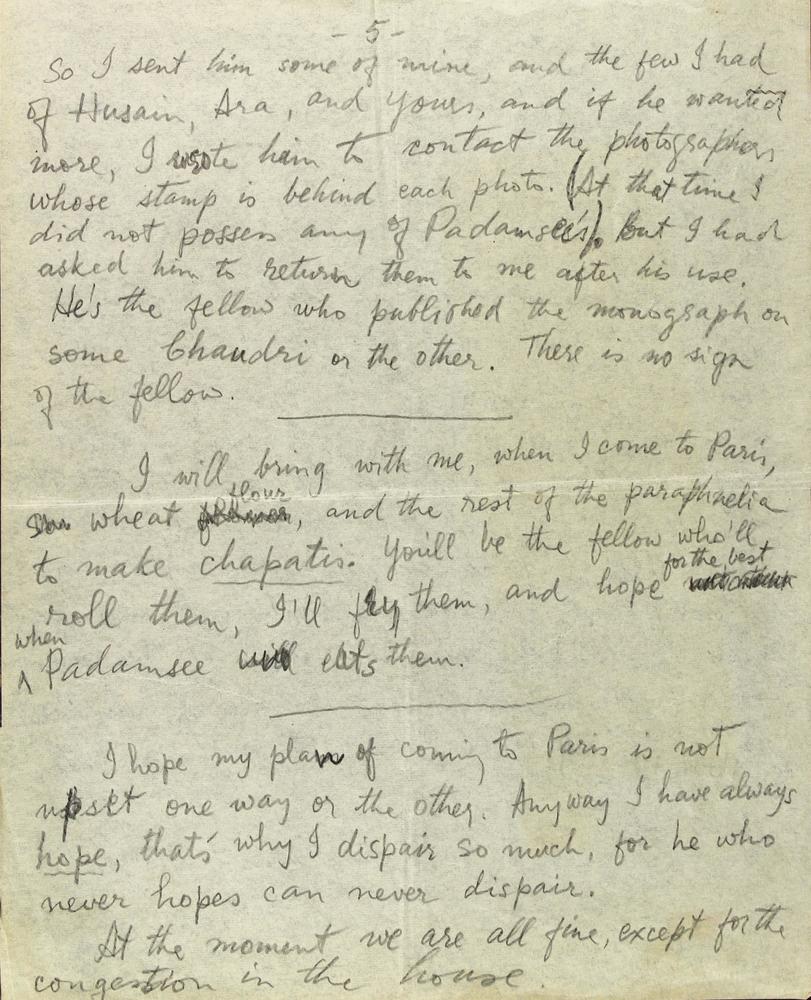 - 5 -
So I sent him some of mine, and the few I had
of Husain, Ara, and yours, and if he wanted
more, I wrote him to contact the photographers
whose stamp is behind each photo. (At that time I
did not possess any of Padamsee's). But I had
asked him to return them to me after his use.
He's the fellow who published the monograph on
some Chaudri or the other. There is no sign
of the fellow.
I will bring with me, when I come to Paris,
flour
wheat , and the rest of the paraphnelia
to make chapatis. You'll be the fellow who'll
for the best
roll them, I'll fry them, and hope
when
^ Padamsee eats them.
I hope my plan of coming to Paris is not
upset one way or the other. Anyway I have always
hope, that's why I dispair so much, for he who
never hopes can never dispair.
At the moment we are all fine, except for the
congestion in the house.